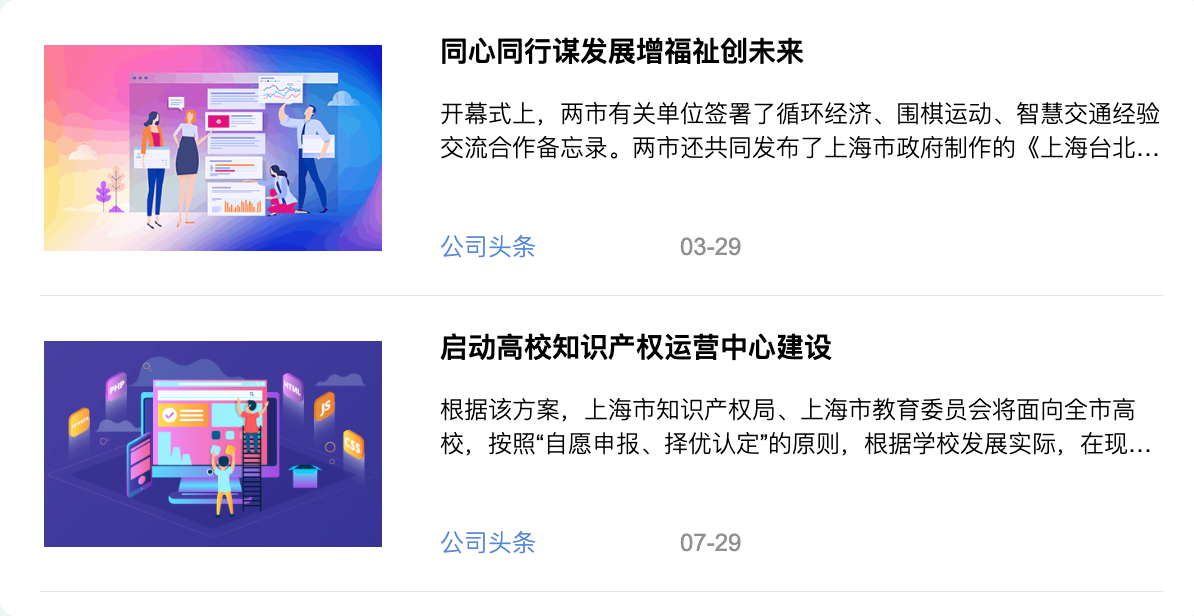 同心同行谋发展增福祉创未来
开幕式上，两市有关单位签署了循环经济、围棋运动、智慧交通经验
交流合作备忘录。两市还共同发布了上海市政府制作的《上海台北…
公司头条
03-29
启动高校知识产权运营中心建设
根据该方案，上海市知识产权局、上海市教育委员会将面向全市高
校，按照“自愿申报、择优认定”的原则，根据学校发展实际，在现…
公司头条
07-29
PHP
HTML
PYTHON
JS
CSS